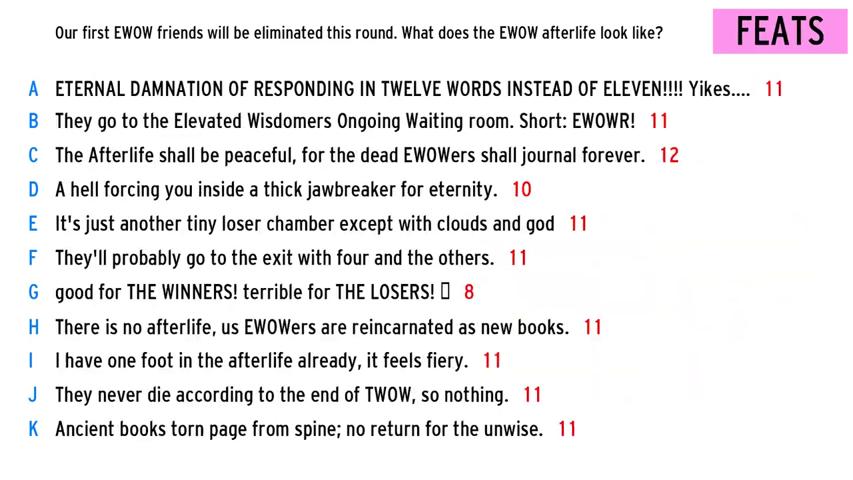 Our first EWOW friends will be eliminated this round. What does the EWOW afterlife look like?
FEATS
A ETERNAL DAMNATION OF RESPONDING IN TWELVE WORDS INSTEAD OF ELEVEN!!!! Yikes.... 11
B They go to the Elevated Wisdomers Ongoing Waiting room. Short: EWOWR! 11
C The Afterlife shall be peaceful, for the dead EWOWers shall journal forever. 12
D A hell forcing you inside a thick jawbreaker for eternity. 10
E It's just another tiny loser chamber except with clouds and god 11
F They'll probably go to the exit with four and the others. 11
G good for THE WINNERS! terrible for THE LOSERS! ▯ 8
H There is no afterlife, us EWOWers are reincarnated as new books. 11
I I have one foot in the afterlife already, it feels fiery. 11
J They never die according to the end of TWOW, so nothing. 11
K Ancient books torn page from spine; no return for the unwise. 11